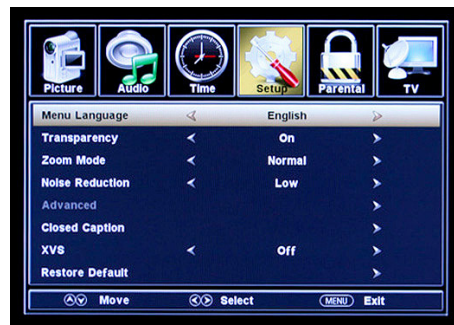 Picture Audio Time Setup Parental TV
Menu Language English
Transparency On
Zoom Mode Normal
Noise Reduction Low
Advanced
Closed Caption
XVS Off
Restore Default
Move Select MENU Exit